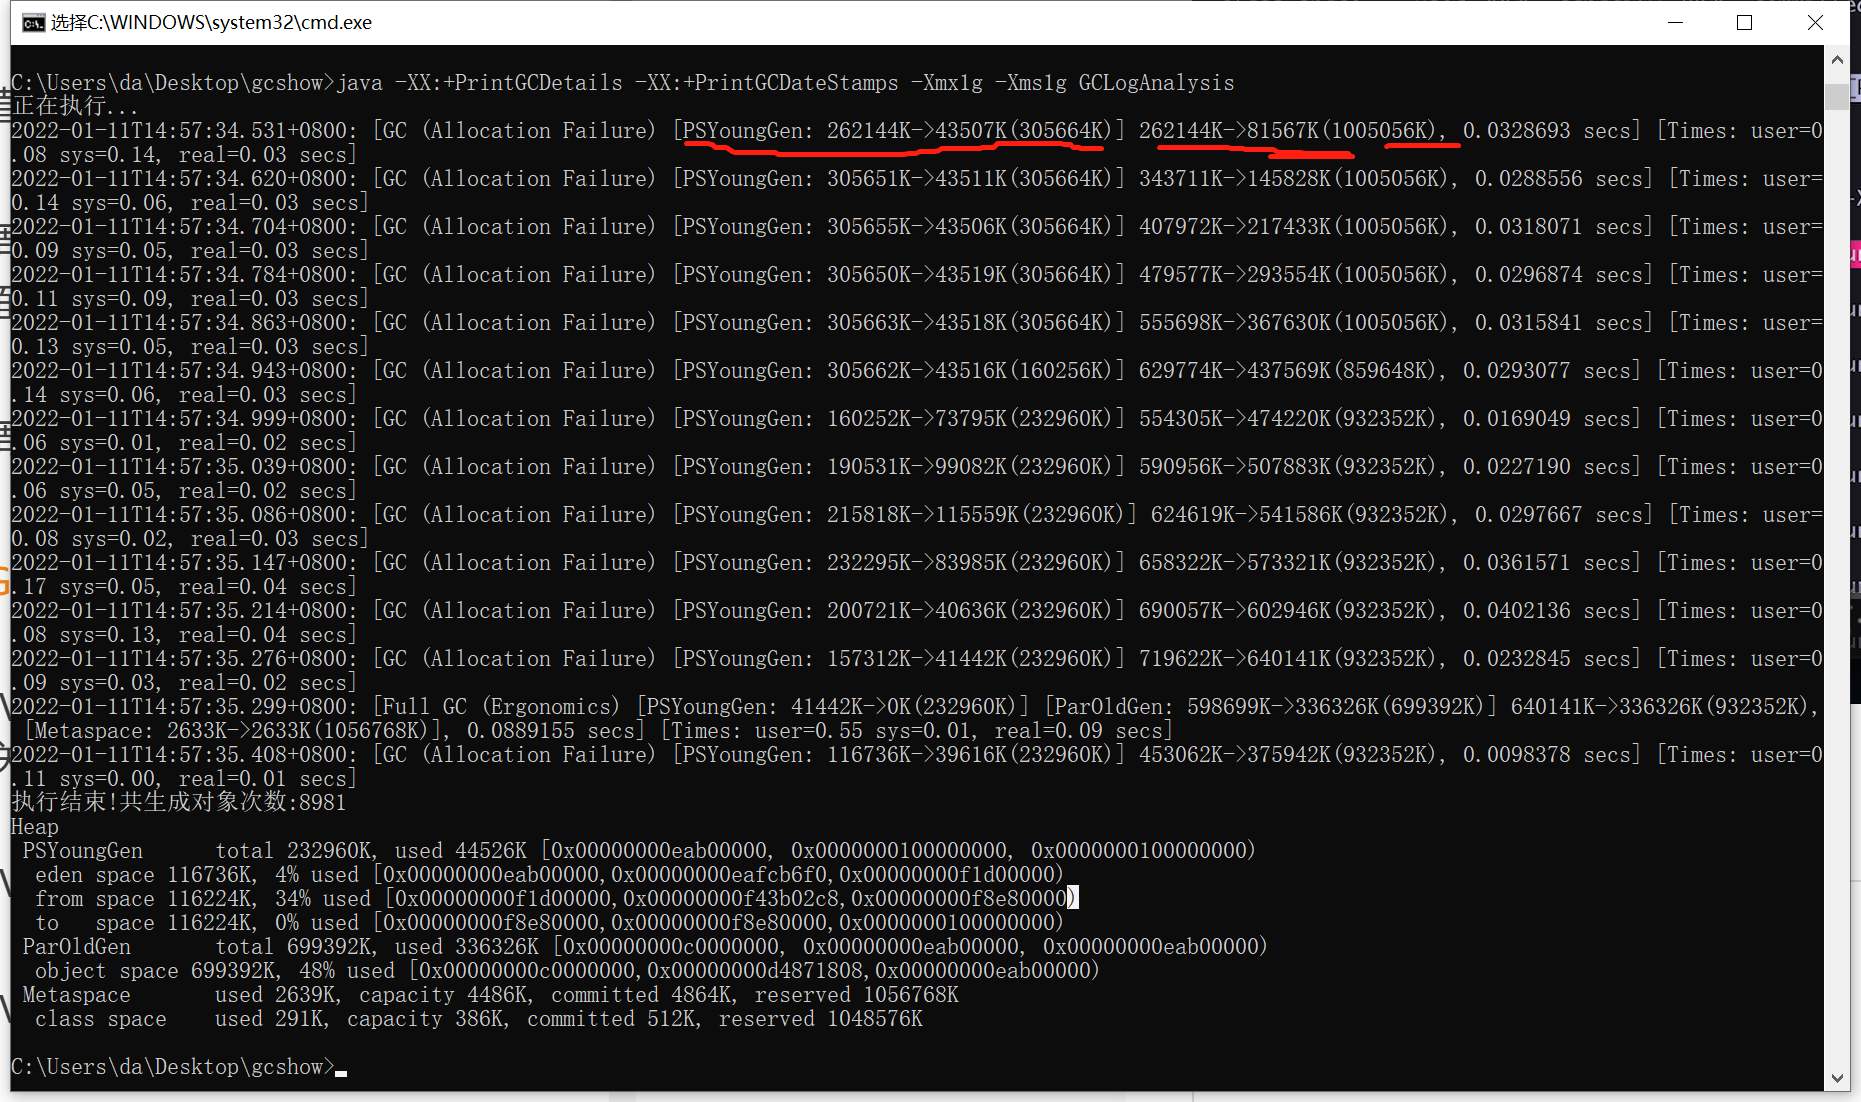 选择C:\WINDOWS\system32\cmd.exe
C:\Users\da\Desktop\gcshow>java -XX:+PrintGCDetails -XX:+PrintGCDateStamps -Xmx1g -Xms1g GCLogAnalysis
正在执行...
2022-01-11T14:57:34.531+0800: [GC (Allocation Failure) [PSYoungGen: 262144K->43507K(305664K)] 262144K->81567K(1005056K), 0.0328693 secs] [Times: user=0
.08 sys=0.14, real=0.03 secs]
2022-01-11T14:57:34.620+0800: [GC (Allocation Failure) [PSYoungGen: 305651K->43511K(305664K)] 343711K->145828K(1005056K), 0.0288556 secs] [Times: user=
0.14 sys=0.06, real=0.03 secs]
2022-01-11T14:57:34.704+0800: [GC (Allocation Failure) [PSYoungGen: 305655K->43506K(305664K)] 407972K->217433K(1005056K), 0.0318071 secs] [Times: user=
0.09 sys=0.05, real=0.03 secs]
2022-01-11T14:57:34.784+0800: [GC (Allocation Failure) [PSYoungGen: 305650K->43519K(305664K)] 479577K->293554K(1005056K), 0.0296874 secs] [Times: user=
0.11 sys=0.09, real=0.03 secs]
2022-01-11T14:57:34.863+0800: [GC (Allocation Failure) [PSYoungGen: 305663K->43518K(305664K)] 555698K->367630K(1005056K), 0.0315841 secs] [Times: user=
0.13 sys=0.05, real=0.03 secs]
2022-01-11T14:57:34.943+0800: [GC (Allocation Failure) [PSYoungGen: 305662K->43516K(160256K)] 629774K->437569K(859648K), 0.0293077 secs] [Times: user=0
.14 sys=0.06, real=0.03 secs]
2022-01-11T14:57:34.999+0800: [GC (Allocation Failure) [PSYoungGen: 160252K->73795K(232960K)] 554305K->474220K(932352K), 0.0169049 secs] [Times: user=0
.06 sys=0.01, real=0.02 secs]
2022-01-11T14:57:35.039+0800: [GC (Allocation Failure) [PSYoungGen: 190531K->99082K(232960K)] 590956K->507883K(932352K), 0.0227190 secs] [Times: user=0
.06 sys=0.05, real=0.02 secs]
2022-01-11T14:57:35.086+0800: [GC (Allocation Failure) [PSYoungGen: 215818K->115559K(232960K)] 624619K->541586K(932352K), 0.0297667 secs] [Times: user=
0.08 sys=0.02, real=0.03 secs]
2022-01-11T14:57:35.147+0800: [GC (Allocation Failure) [PSYoungGen: 232295K->83985K(232960K)] 658322K->573321K(932352K), 0.0361571 secs] [Times: user=0
.17 sys=0.05, real=0.04 secs]
2022-01-11T14:57:35.214+0800: [GC (Allocation Failure) [PSYoungGen: 200721K->40636K(232960K)] 690057K->602946K(932352K), 0.0402136 secs] [Times: user=0
.08 sys=0.13, real=0.04 secs]
2022-01-11T14:57:35.276+0800: [GC (Allocation Failure) [PSYoungGen: 157312K->41442K(232960K)] 719622K->640141K(932352K), 0.0232845 secs] [Times: user=0
.09 sys=0.03, real=0.02 secs]
2022-01-11T14:57:35.299+0800: [Full GC (Ergonomics) [PSYoungGen: 41442K->0K(232960K)] [ParOldGen: 598699K->336326K(699392K)] 640141K->336326K(932352K),
[Metaspace: 2633K->2633K(1056768K)], 0.0889155 secs] [Times: user=0.55 sys=0.01, real=0.09 secs]
2022-01-11T14:57:35.408+0800: [GC (Allocation Failure) [PSYoungGen: 116736K->39616K(232960K)] 453062K->375942K(932352K), 0.0098378 secs] [Times: user=0
.11 sys=0.00, real=0.01 secs]
执行结束!共生成对象次数:8981
Heap
PSYoungGen      total 232960K, used 44526K [0x00000000eab00000, 0x0000000100000000, 0x0000000100000000)
eden space 116736K, 4% used [0x00000000eab00000,0x00000000eafcb6f0,0x00000000f1d00000)
from space 116224K, 34% used [0x00000000f1d00000,0x00000000f43b02c8,0x00000000f8e80000)
to   space 116224K, 0% used [0x00000000f8e80000,0x00000000f8e80000,0x0000000100000000)
ParOldGen       total 699392K, used 336326K [0x00000000c0000000, 0x00000000eab00000, 0x00000000eab00000)
object space 699392K, 48% used [0x00000000c0000000,0x00000000d4871808,0x00000000eab00000)
Metaspace       used 2639K, capacity 4486K, committed 4864K, reserved 1056768K
class space    used 291K, capacity 386K, committed 512K, reserved 1048576K
C:\Users\da\Desktop\gcshow>